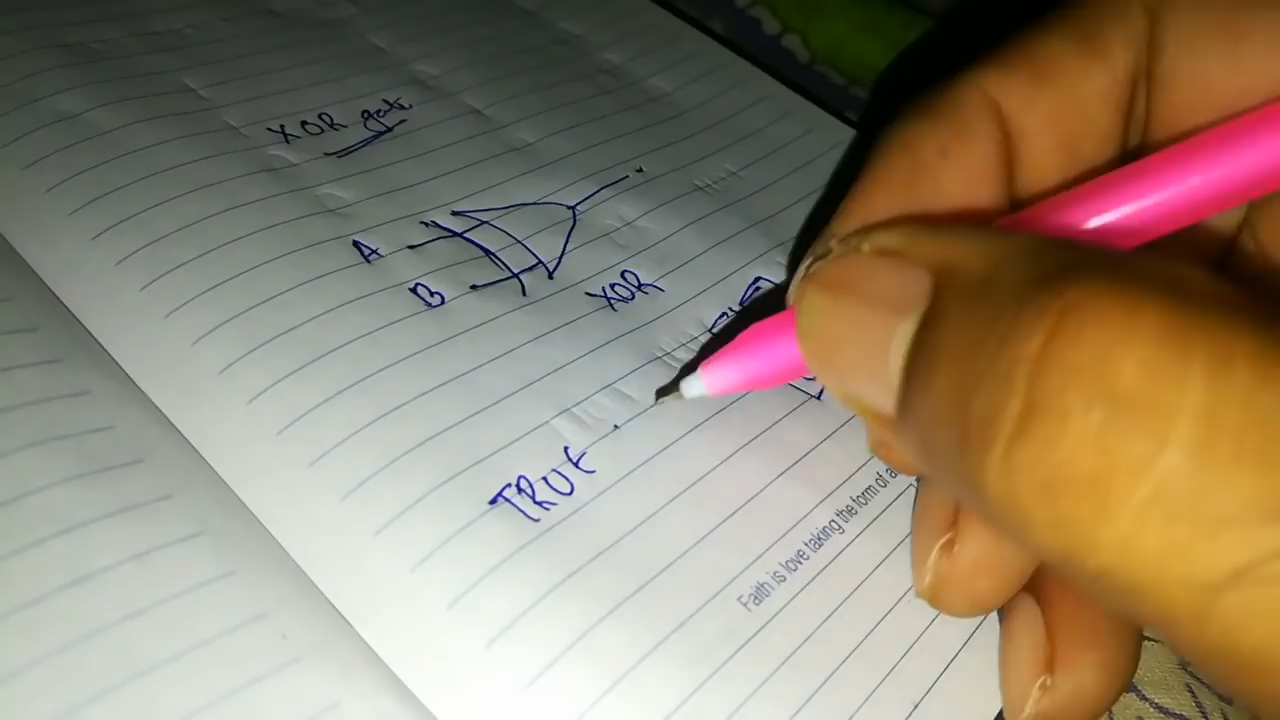 XOR gate
A
B
XOR
TRUE
Faith is love taking the form of a